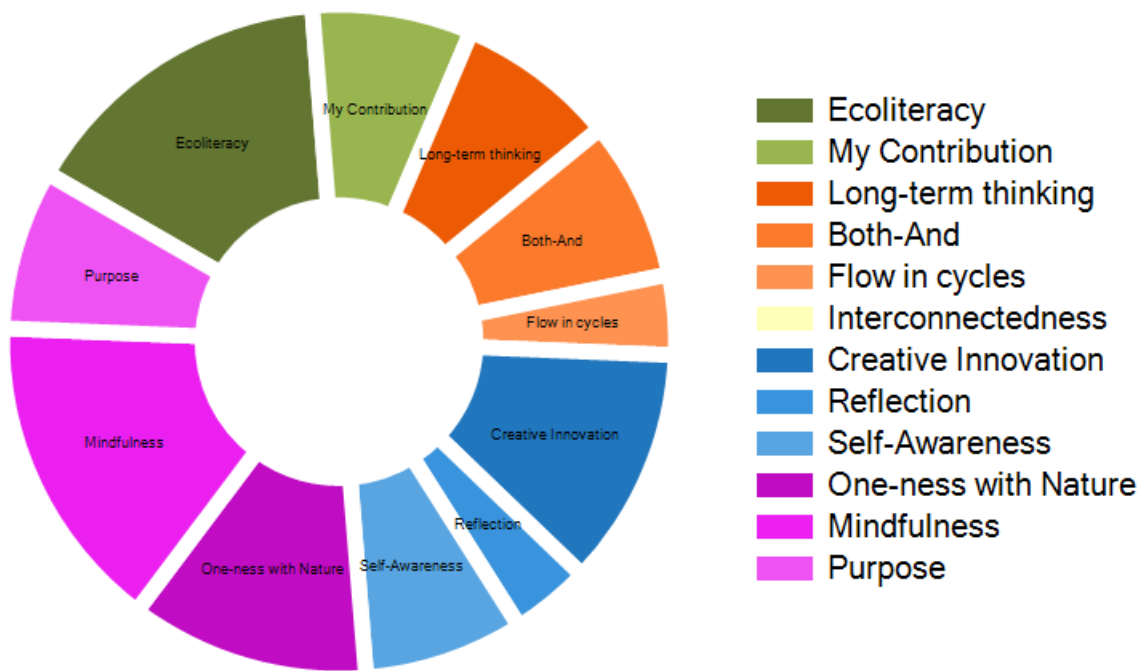 Ecoliteracy
My Contribution
Long-term thinking
Both-And
Flow in cycles
Creative Innovation
Reflection
Self-Awareness
One-ness with Nature
Mindfulness
Purpose
Ecoliteracy
My Contribution
Long-term thinking
Both-And
Flow in cycles
Interconnectedness
Creative Innovation
Reflection
Self-Awareness
One-ness with Nature
Mindfulness
Purpose